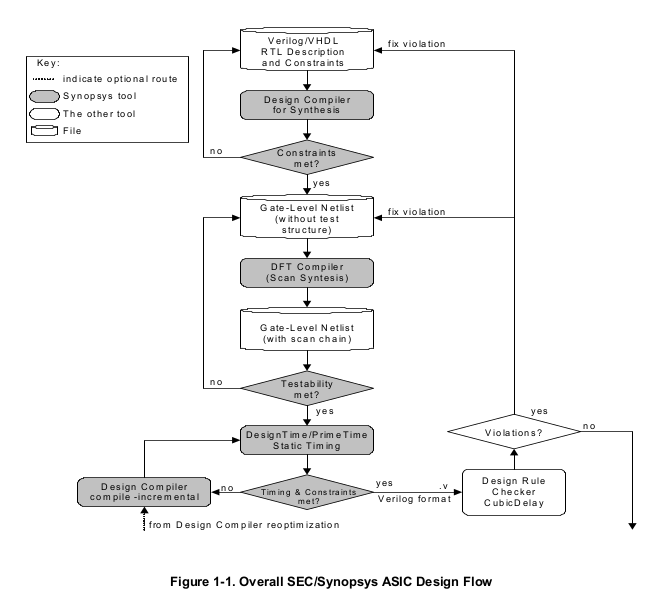 Verilog/VHDL
RTL Description
and Constraints
fix violation
Key:
indicate optional route
Synopsys tool
The other tool
File
Design Compiler
for Synthesis
no
Constraints
met?
yes
Gate-Level Netlist
(without test
structure)
fix violation
DFT Compiler
(Scan Syntesis)
Gate-Level Netlist
(with scan chain)
no
Testability
met?
yes
DesignTime/PrimeTime
Static Timing
yes
no
Violations?
Design Compiler
compile -incremental
no
Timing & Constraints
met?
yes
.v
Verilog format
Design Rule
Checker
CubicDelay
from Design Compiler reoptimization
Figure 1-1. Overall SEC/Synopsys ASIC Design Flow